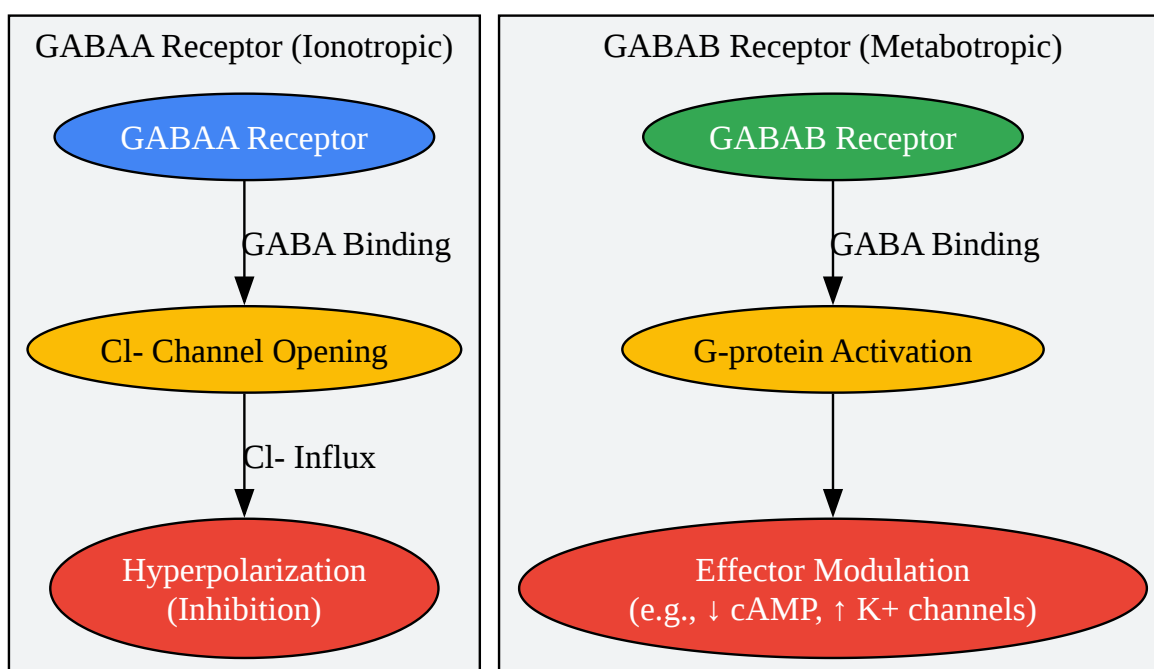 GABAA Receptor (Ionotropic)
GABAA Receptor
GABA Binding
Cl- Channel Opening
Cl- Influx
Hyperpolarization
(Inhibition)
GABAB Receptor (Metabotropic)
GABAB Receptor
GABA Binding
G-protein Activation
Effector Modulation
(e.g., ↓ cAMP, ↑ K+ channels)